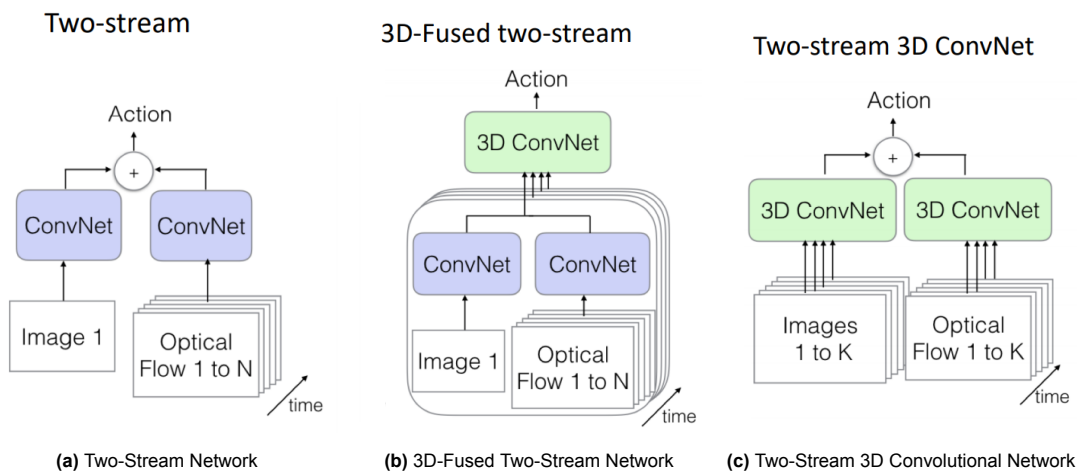 Two-stream
Action
+
ConvNet
ConvNet
Image 1
Optical
Flow 1 to N
time
(a) Two-Stream Network
3D-Fused two-stream
Action
3D ConvNet
ConvNet
ConvNet
Image 1
Optical
Flow 1 to N
time
(b) 3D-Fused Two-Stream Network
Two-stream 3D ConvNet
Action
+
3D ConvNet
3D ConvNet
Images
1 to K
Optical
Flow 1 to K
time
(c) Two-Stream 3D Convolutional Network